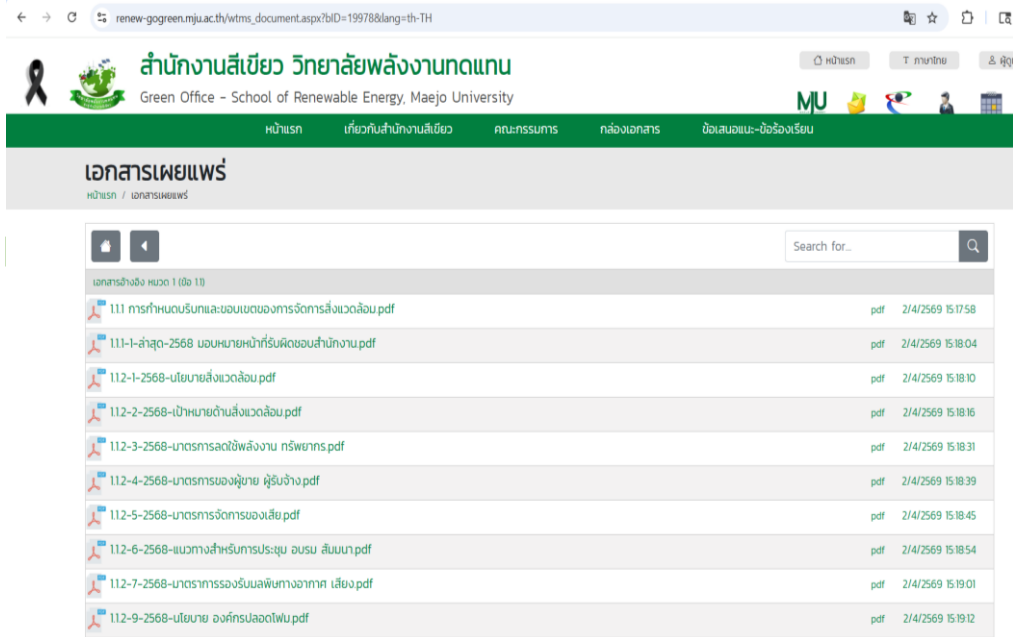 renew-gogreen.mju.ac.th/wtms_document.aspx?bID=19978&lang=th-TH
สำนักงานสีเขียว วิทยาลัยพลังงานทดแทน
Green Office - School of Renewable Energy, Maejo University
หน้าแรก
T ภาษาไทย
MJU
หน้าแรก เกี่ยวกับสำนักงานสีเขียว คณะกรรมการ กล่องเอกสาร ข้อเสนอแนะ-ข้อร้องเรียน
เอกสารเผยแพร่
หน้าแรก / เอกสารเผยแพร่
Search for...
เอกสารอ้างอิง หมวด 1 (ข้อ 1.1)
1.1.1 การกำหนดบริบทและขอบเขตของการจัดการสิ่งแวดล้อม.pdf pdf 2/4/2569 15:17:58
1.1.1-1-ล่าสุด-2568 มอบหมายหน้าที่รับผิดชอบสำนักงาน.pdf pdf 2/4/2569 15:18:04
1.1.2-1-2568-นโยบายสิ่งแวดล้อม.pdf pdf 2/4/2569 15:18:10
1.1.2-2-2568-เป้าหมายด้านสิ่งแวดล้อม.pdf pdf 2/4/2569 15:18:16
1.1.2-3-2568-มาตรการลดใช้พลังงาน ทรัพยากร.pdf pdf 2/4/2569 15:18:31
1.1.2-4-2568-มาตรการของผู้ขาย ผู้รับจ้าง.pdf pdf 2/4/2569 15:18:39
1.1.2-5-2568-มาตรการจัดการของเสีย.pdf pdf 2/4/2569 15:18:45
1.1.2-6-2568-แนวทางสำหรับการประชุม อบรม สัมมนา.pdf pdf 2/4/2569 15:18:54
1.1.2-7-2568-มาตราการรองรับมลพิษทางอากาศ เสียง.pdf pdf 2/4/2569 15:19:01
1.1.2-9-2568-นโยบาย องค์กรปลอดโฟม.pdf pdf 2/4/2569 15:19:12